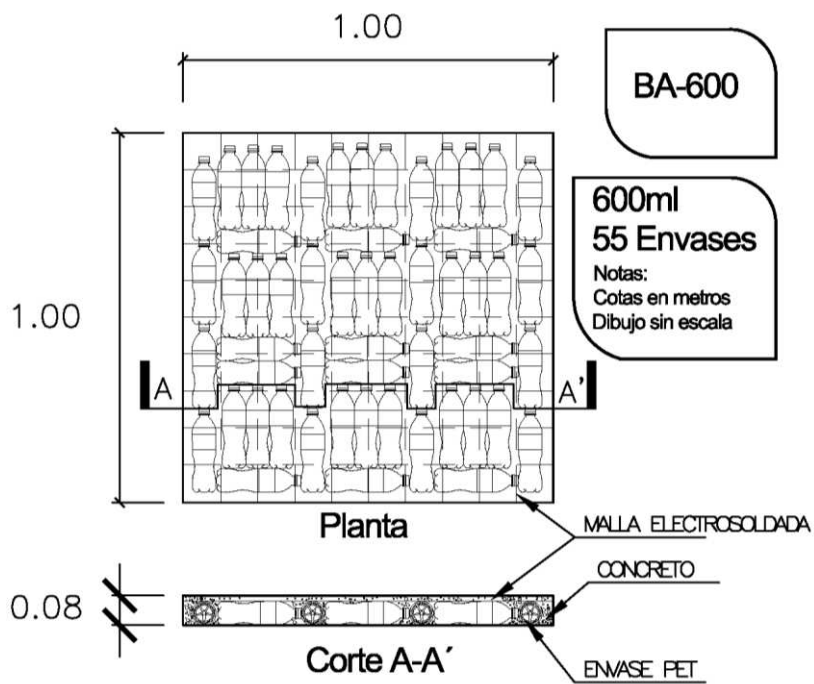 1.00
BA-600
600ml
55 Envases
Notas:
Cotas en metros
Dibujo sin escala
1.00
A
A'
Planta
MALLA ELECTROSOLDADA
0.08
CONCRETO
Corte A-A´
ENVASE PET